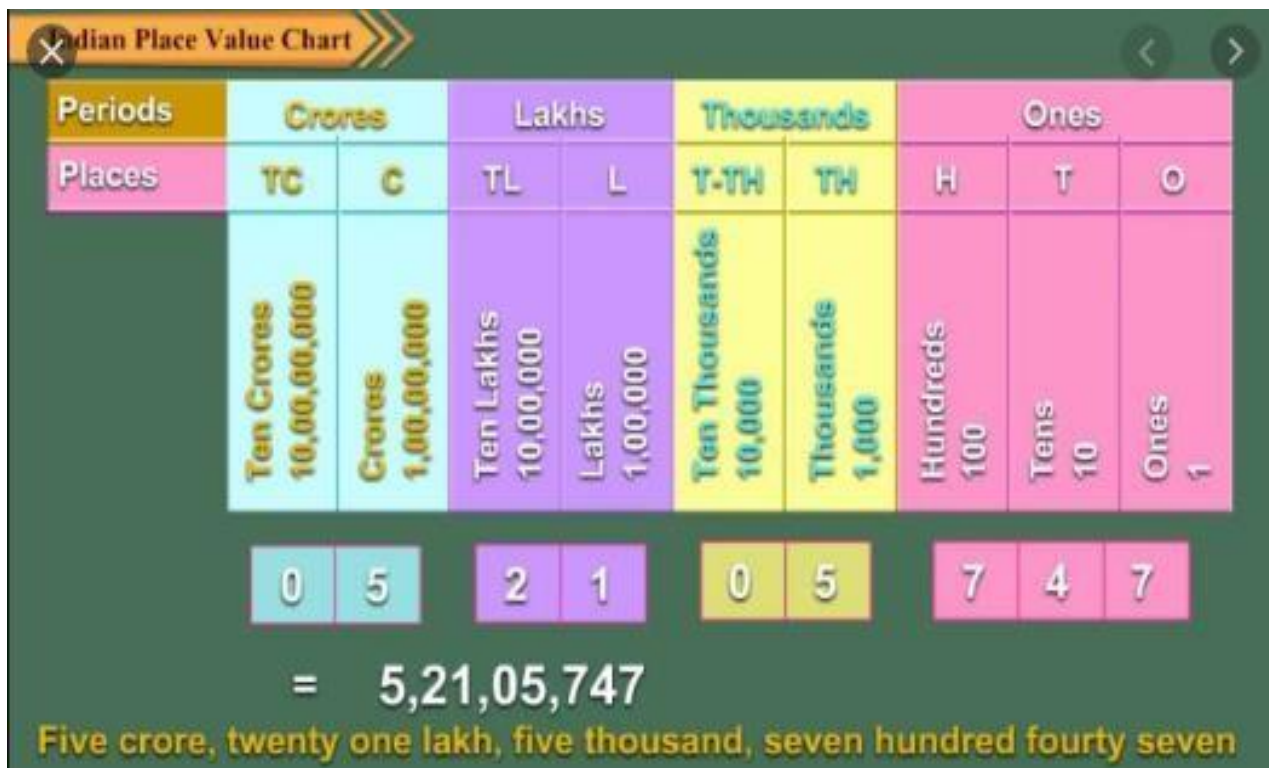 Indian Place Value Chart
Periods Crores Lakhs Thousands Ones
Places TC C TL L T-TH TH H T O
Ten Crores 10,00,00,000 Crores 1,00,00,000 Ten Lakhs 10,00,000 Lakhs 1,00,000 Ten Thousands 10,000 Thousands 1,000 Hundreds 100 Tens 10 Ones 1
0 5 2 1 0 5 7 4 7
= 5,21,05,747
Five crore, twenty one lakh, five thousand, seven hundred fourty seven